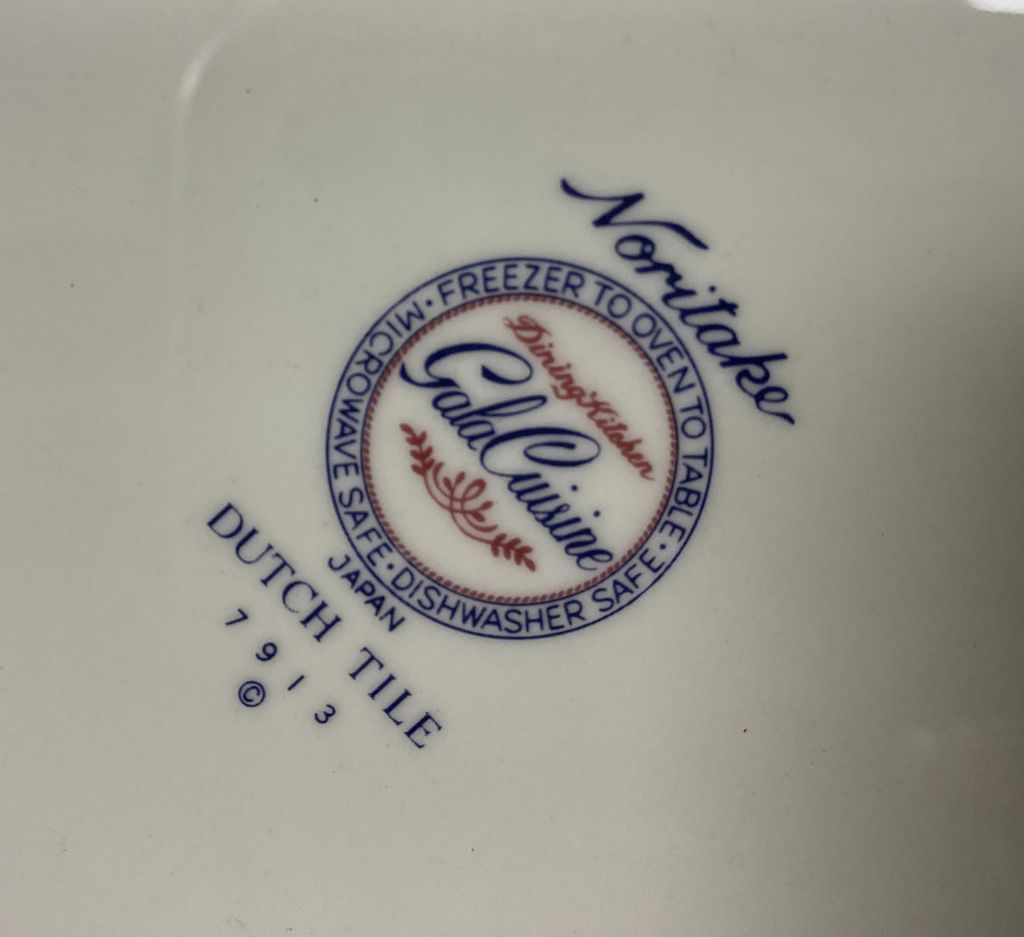 Noritake
FREEZER TO OVEN TO TABLE · DISHWASHER SAFE · MICROWAVE SAFE ·
Dining Kitchen
Gala Cuisine
JAPAN
DUTCH TILE
7913
©